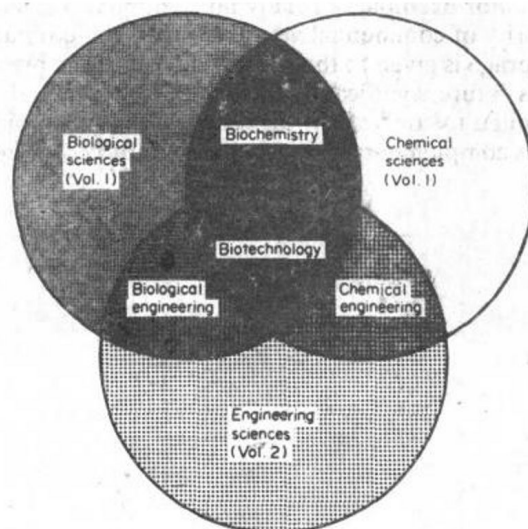 Biological
sciences
(Vol. 1)
Biochemistry
Chemical
sciences
(Vol. 1)
Biotechnology
Biological
engineering
Chemical
engineering
Engineering
sciences
(Vol. 2)